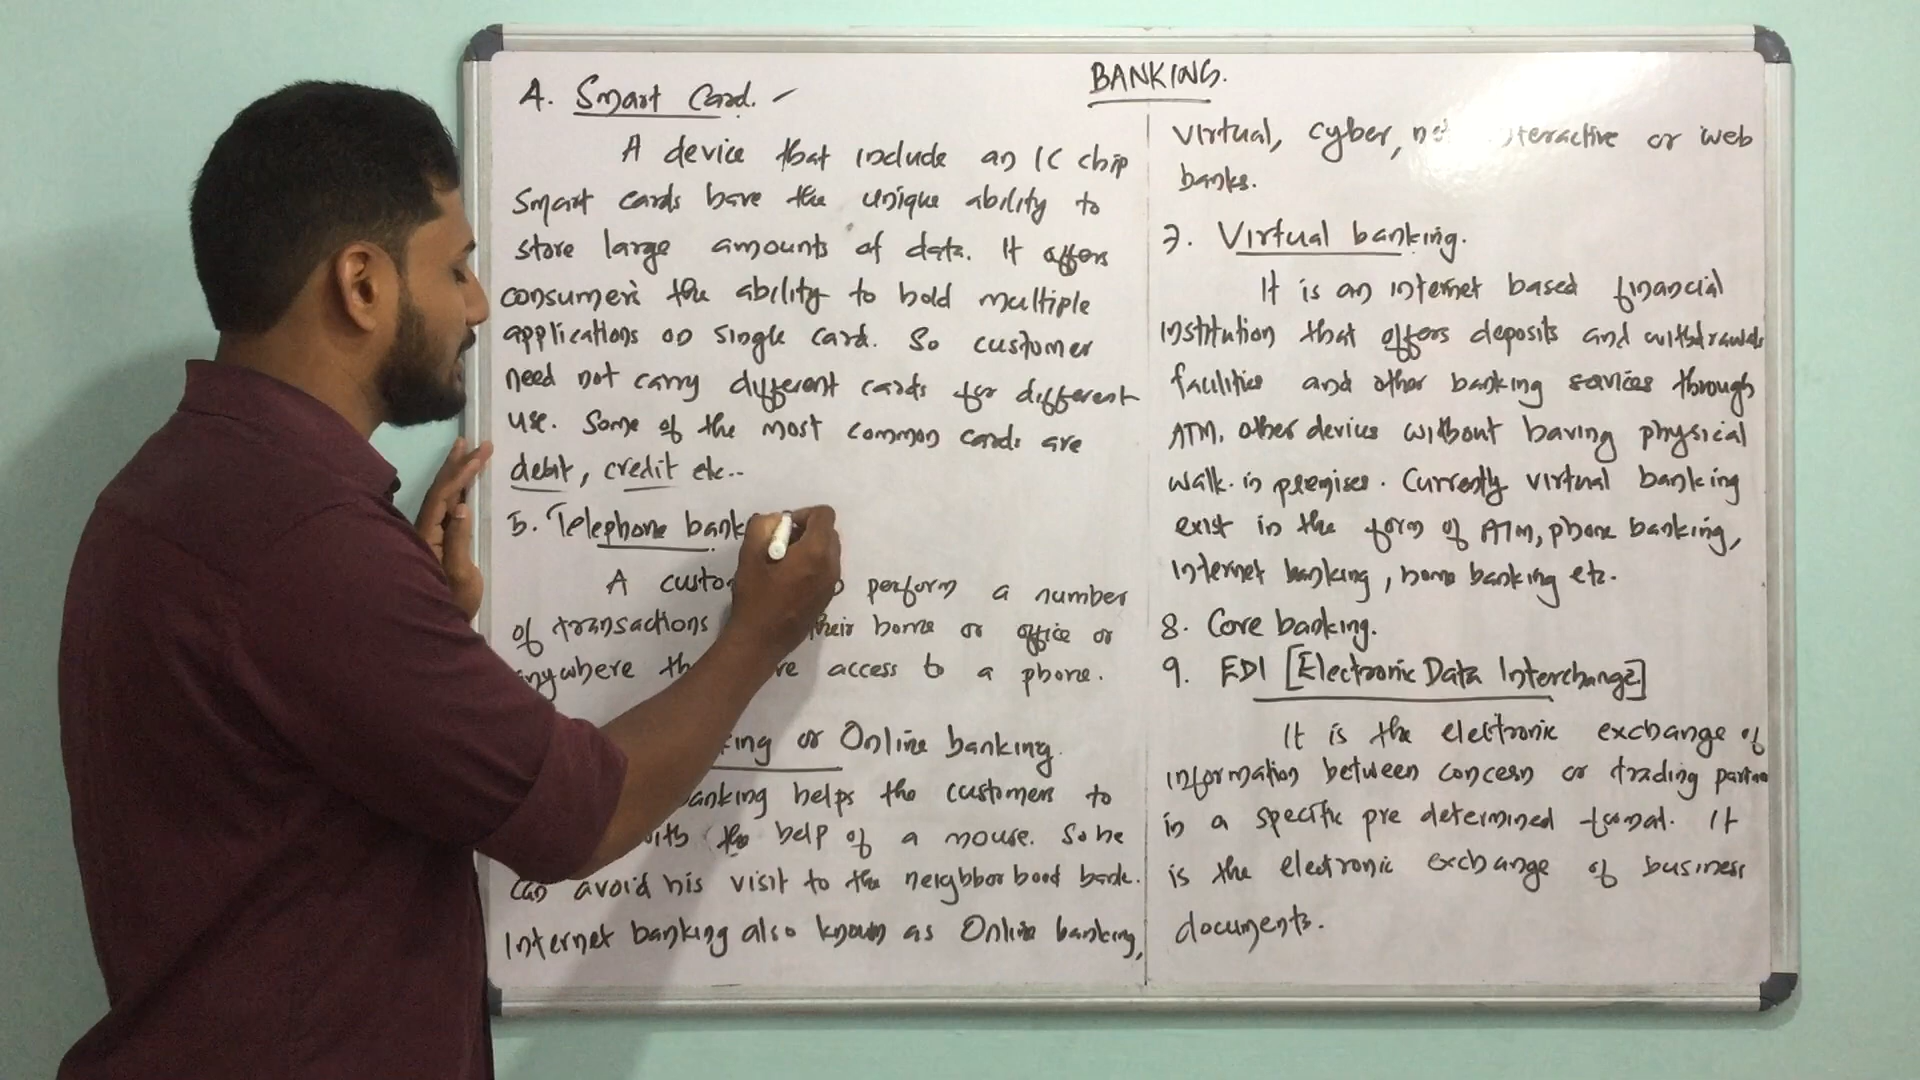 BANKING.
4. Smart Card. -
A device that include an IC chip
Smart cards have the unique ability to
store large amounts of data. It offers
consumers the ability to hold multiple
applications on single card. So customer
need not carry different cards for different
use. Some of the most common cards are
debit, credit etc..
5. Telephone bank
A perform a number
of transactions their home or office or
anywhere access to a phone.
or Online banking.
banking helps the customers to
with the help of a mouse. So he
can avoid his visit to the neighbborhood bank.
Internet banking also known as Online banking,
Virtual, cyber, interactive or web
banks.
7. Virtual banking.
It is an internet based financial
institution that offers deposits and withdrawals
facilities and other banking services through
ATM, other devices without having physical
walk-in premises. Currently virtual banking
exist in the form of ATM, phone banking,
Internet banking, home banking etc.
8. Core banking.
9. EDI [Electronic Data Interchange]
It is the electronic exchange of
information between concern or trading partner
in a specific pre determined format. It
is the electronic exchange of business
documents.